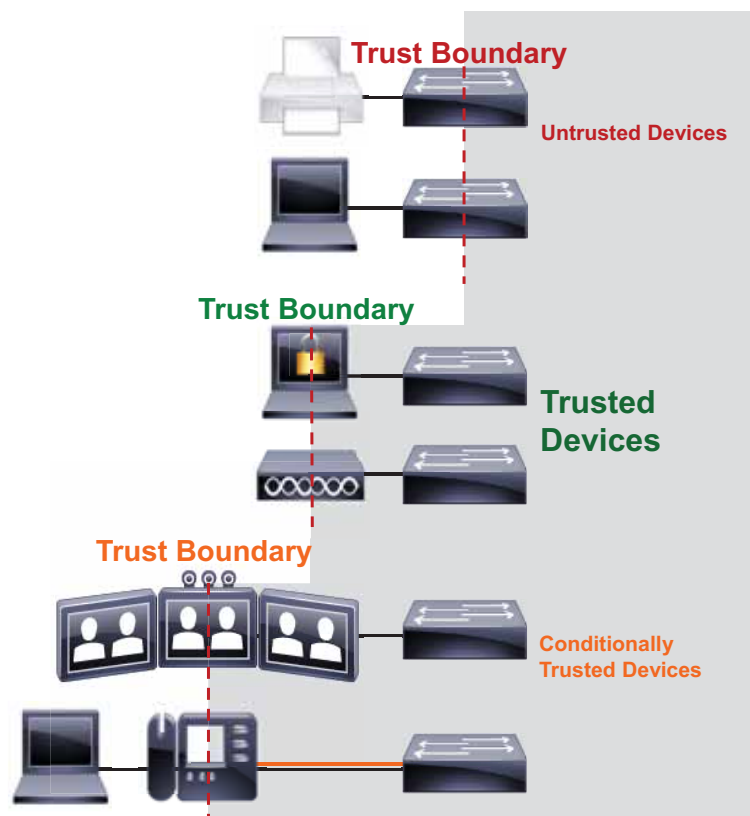 Trust Boundary
Untrusted Devices
Trust Boundary
Trusted
Devices
Trust Boundary
Conditionally
Trusted Devices